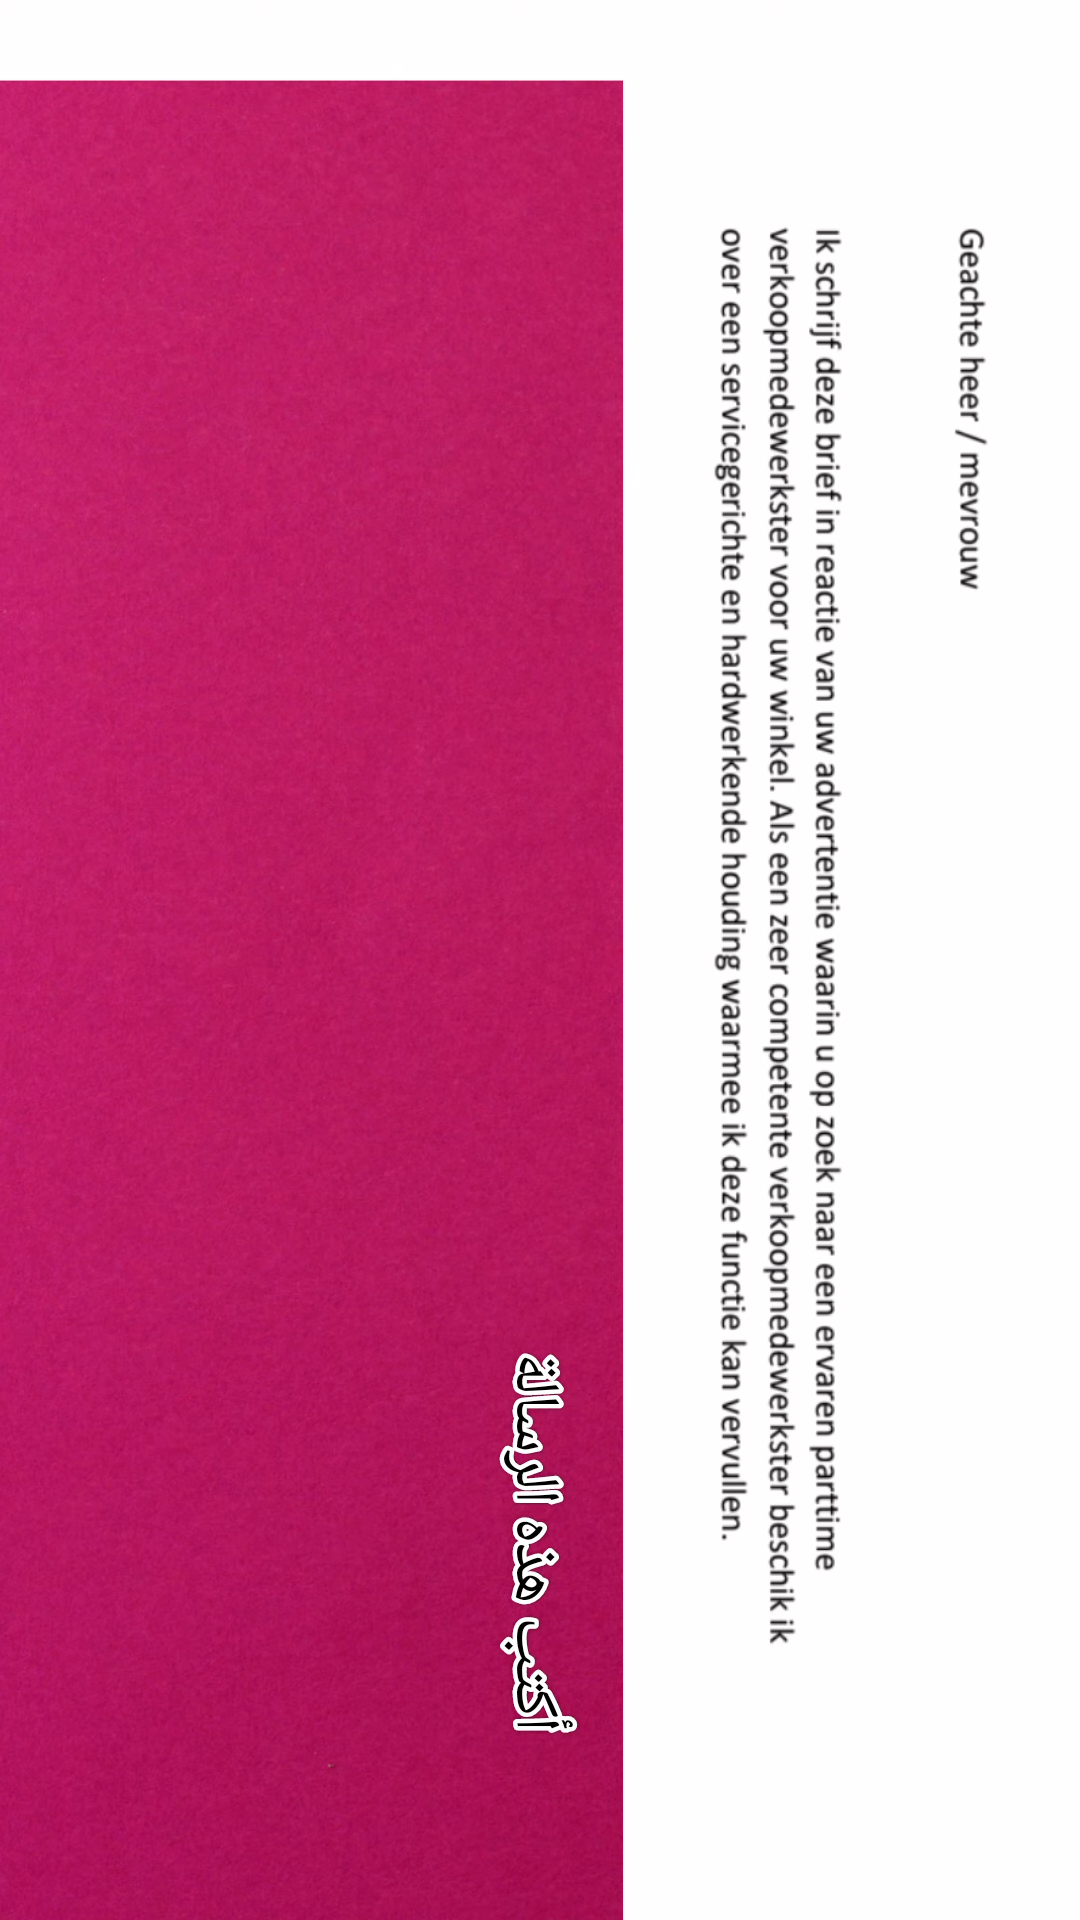 Geachte heer / mevrouw
Ik schrijf deze brief in reactie van uw advertentie waarin u op zoek naar een ervaren parttime
verkoopmedewerkster voor uw winkel. Als een zeer competente verkoopmedewerkster beschik ik
over een servicegerichte en hardwerkende houding waarmee ik deze functie kan vervullen.
أكتب هذه الرسالة